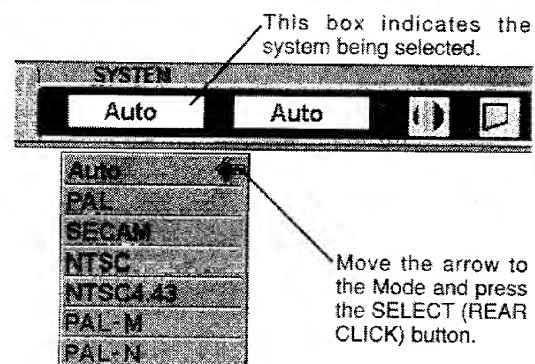 This box indicates the
system being selected.
SYSTEM
Auto
Auto
Auto
PAL
SECAM
NTSC
NTSC4.43
PAL-M
PAL-N
Move the arrow to
the Mode and press
the SELECT (REAR
CLICK) button.